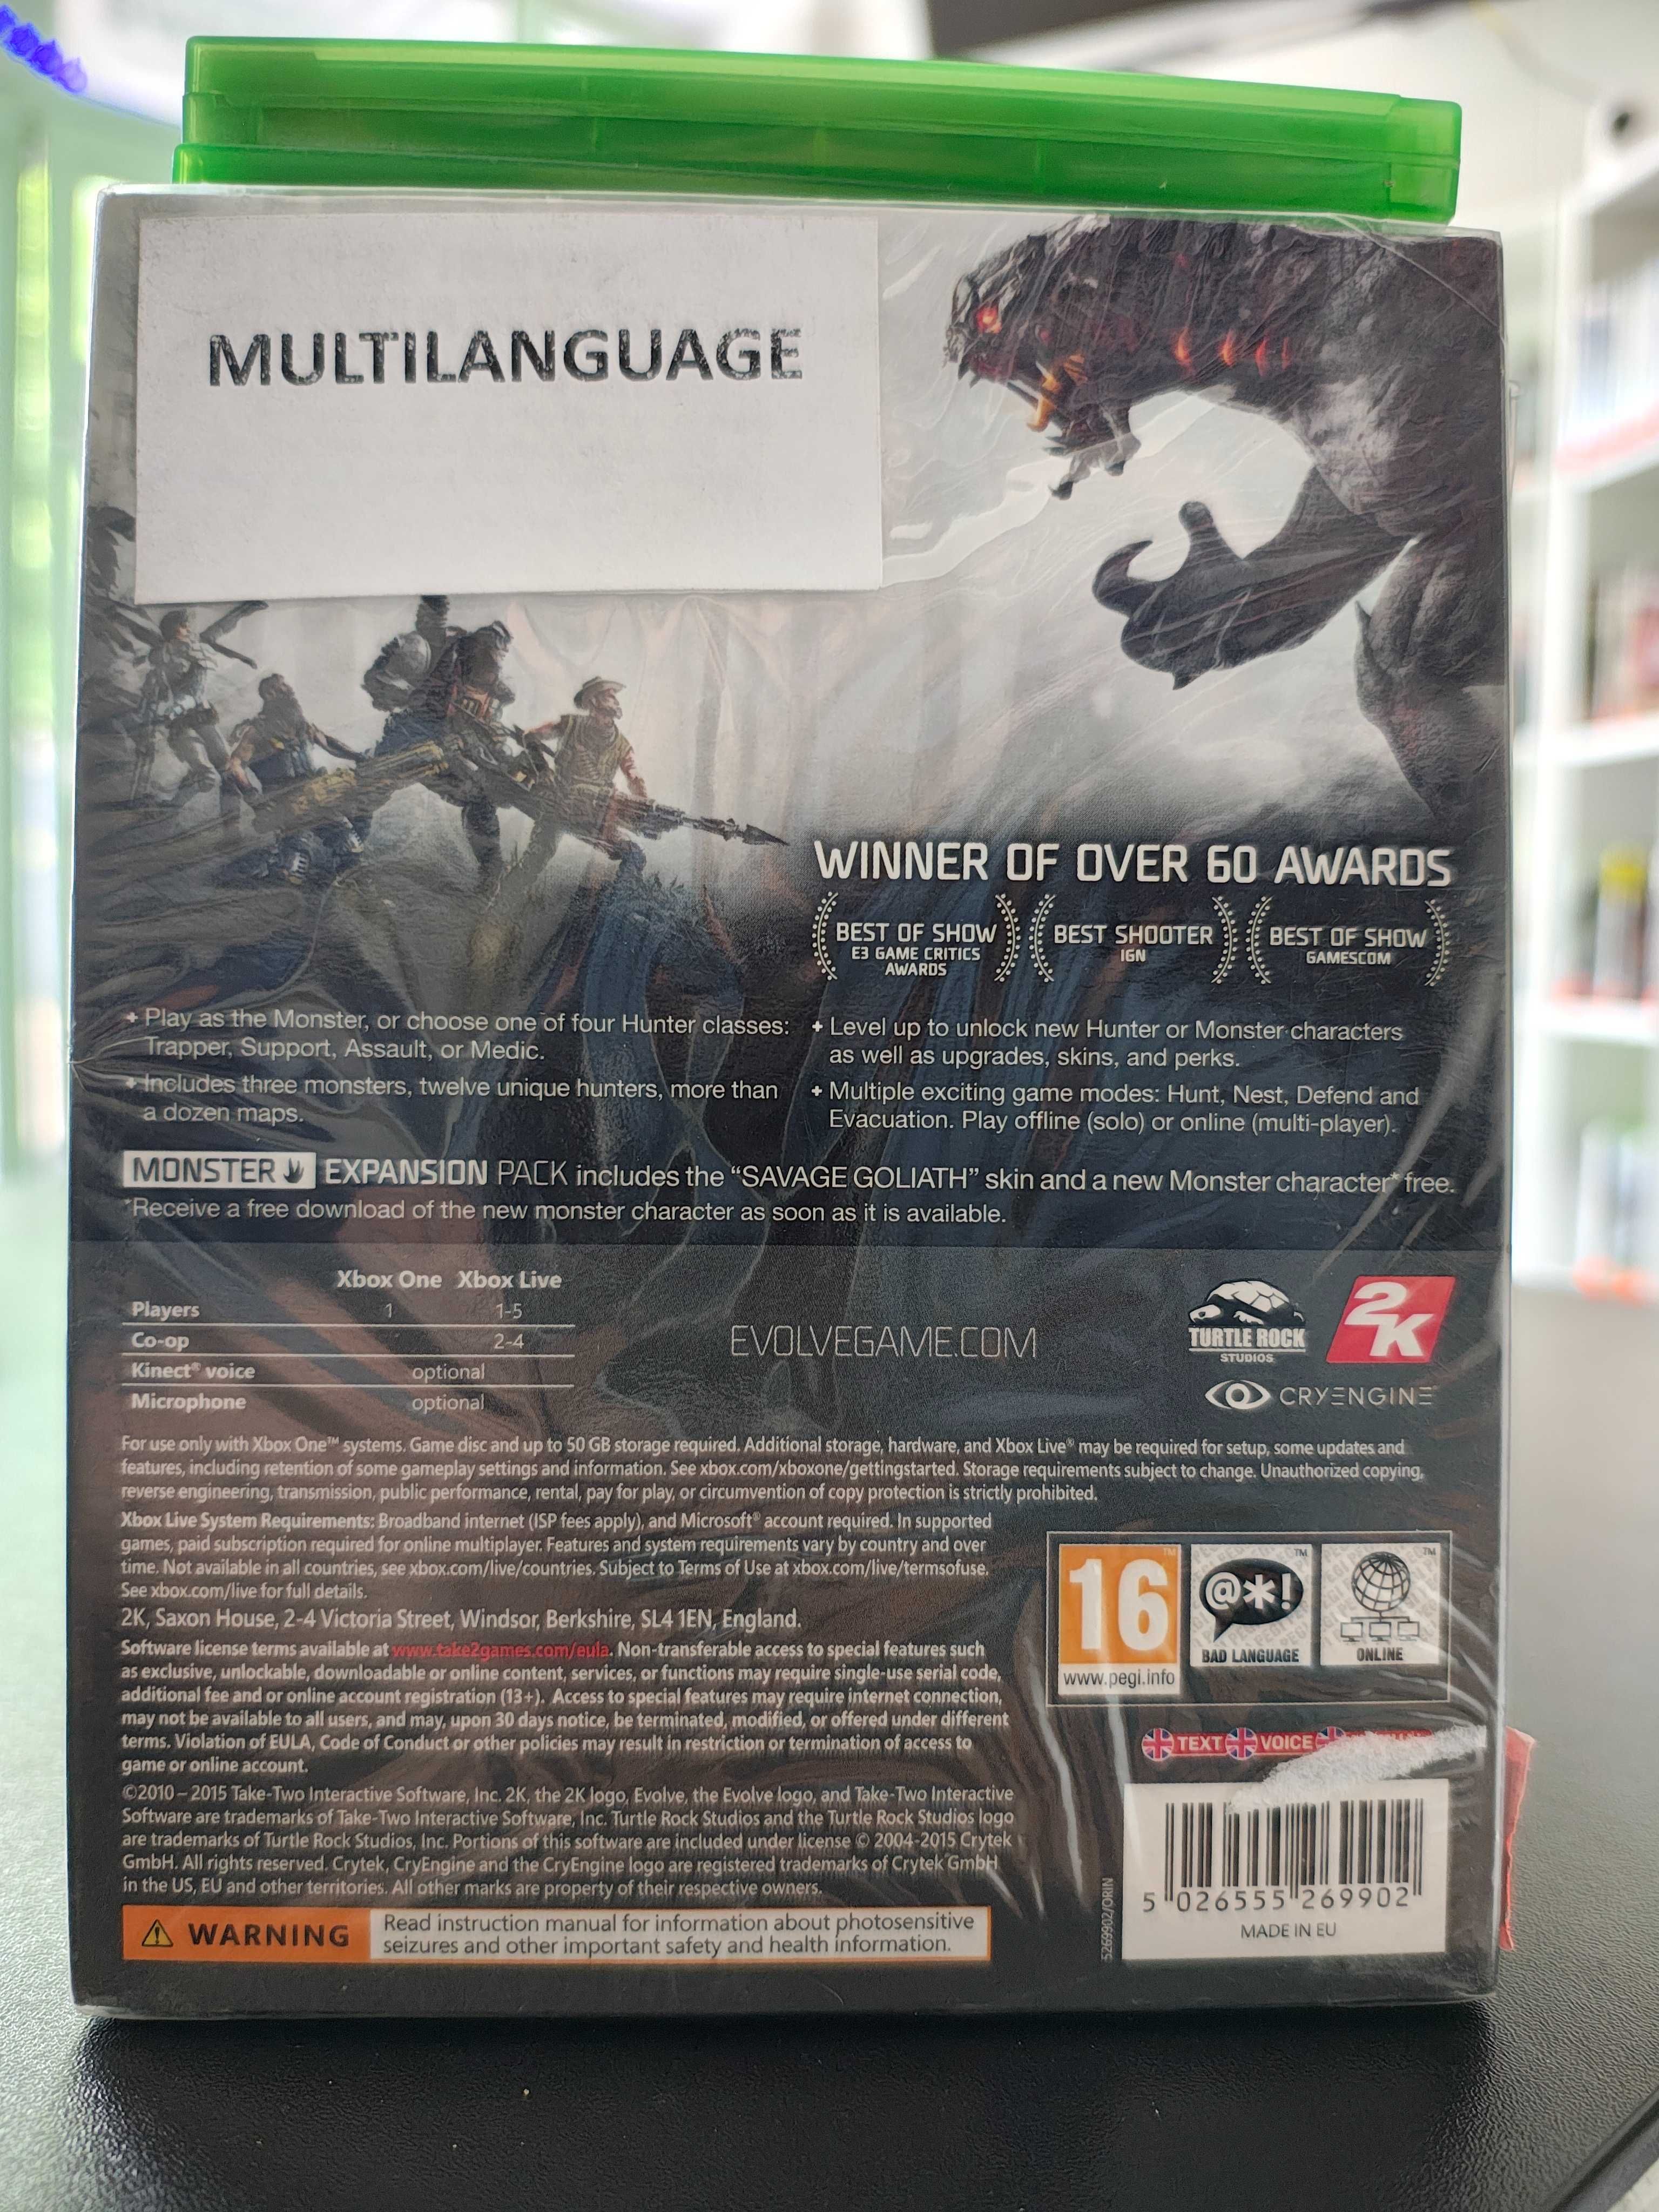 MULTILANGUAGE
WINNER OF OVER 60 AWARDS
BEST OF SHOW
E3 GAME CRITICS
AWARDS
BEST SHOOTER
IGN
BEST OF SHOW
GAMESCOM
+ Play as the Monster, or choose one of four Hunter classes:
Trapper, Support, Assault, or Medic.
+ Includes three monsters, twelve unique hunters, more than
a dozen maps.
+ Level up to unlock new Hunter or Monster characters
as well as upgrades, skins, and perks.
+ Multiple exciting game modes: Hunt, Nest, Defend and
Evacuation. Play offline (solo) or online (multi-player).
MONSTER EXPANSION PACK includes the “SAVAGE GOLIATH” skin and a new Monster character* free.
*Receive a free download of the new monster character as soon as it is available.
Xbox One Xbox Live
Players 1 1-5
Co-op 2-4
Kinect® voice optional
Microphone optional
EVOLVEGAME.COM
TURTLE ROCK
STUDIOS
2K
CRYENGINE
For use only with Xbox One™ systems. Game disc and up to 50 GB storage required. Additional storage, hardware, and Xbox Live® may be required for setup, some updates and
features, including retention of some gameplay settings and information. See xbox.com/xboxone/gettingstarted. Storage requirements subject to change. Unauthorized copying,
reverse engineering, transmission, public performance, rental, pay for play, or circumvention of copy protection is strictly prohibited.
Xbox Live System Requirements: Broadband internet (ISP fees apply), and Microsoft® account required. In supported
games, paid subscription required for online multiplayer. Features and system requirements vary by country and over
time. Not available in all countries, see xbox.com/live/countries. Subject to Terms of Use at xbox.com/live/termsofuse.
See xbox.com/live for full details.
2K, Saxon House, 2-4 Victoria Street, Windsor, Berkshire, SL4 1EN, England.
Software license terms available at www.take2games.com/eula. Non-transferable access to special features such
as exclusive, unlockable, downloadable or online content, services, or functions may require single-use serial code,
additional fee and or online account registration (13+). Access to special features may require internet connection,
may not be available to all users, and may, upon 30 days notice, be terminated, modified, or offered under different
terms. Violation of EULA, Code of Conduct or other policies may result in restriction or termination of access to
game or online account.
©2010 – 2015 Take-Two Interactive Software, Inc. 2K, the 2K logo, Evolve, the Evolve logo, and Take-Two Interactive
Software are trademarks of Take-Two Interactive Software, Inc. Turtle Rock Studios and the Turtle Rock Studios logo
are trademarks of Turtle Rock Studios, Inc. Portions of this software are included under license © 2004-2015 Crytek
GmbH. All rights reserved. Crytek, CryEngine and the CryEngine logo are registered trademarks of Crytek GmbH
in the US, EU and other territories. All other marks are property of their respective owners.
WARNING
Read instruction manual for information about photosensitive
seizures and other important safety and health information.
16™
www.pegi.info
@*!™
BAD LANGUAGE
™
ONLINE
TEXT VOICE
5269902/ORIN
5 026555 269902
MADE IN EU